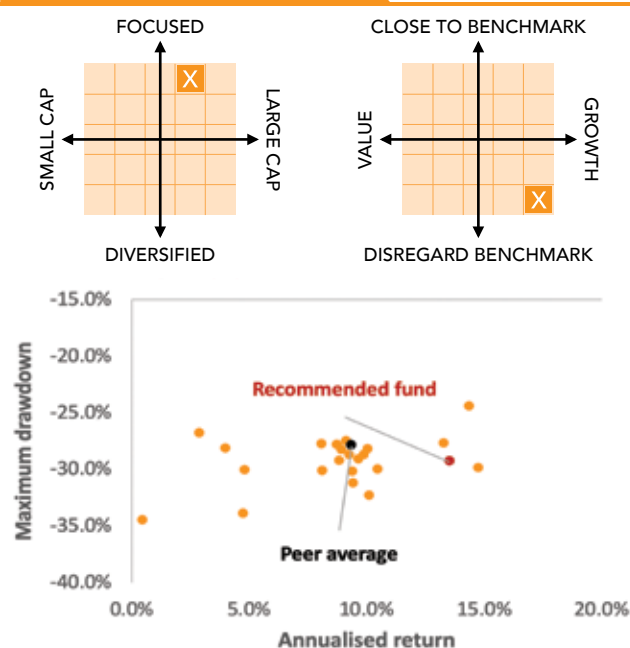 FOCUSED
X
SMALL CAP
LARGE CAP
DIVERSIFIED
CLOSE TO BENCHMARK
VALUE
GROWTH
X
DISREGARD BENCHMARK
Maximum drawdown
-15.0%
-20.0%
-25.0%
-30.0%
-35.0%
-40.0%
Recommended fund
Peer average
0.0%
5.0%
10.0%
15.0%
20.0%
Annualised return